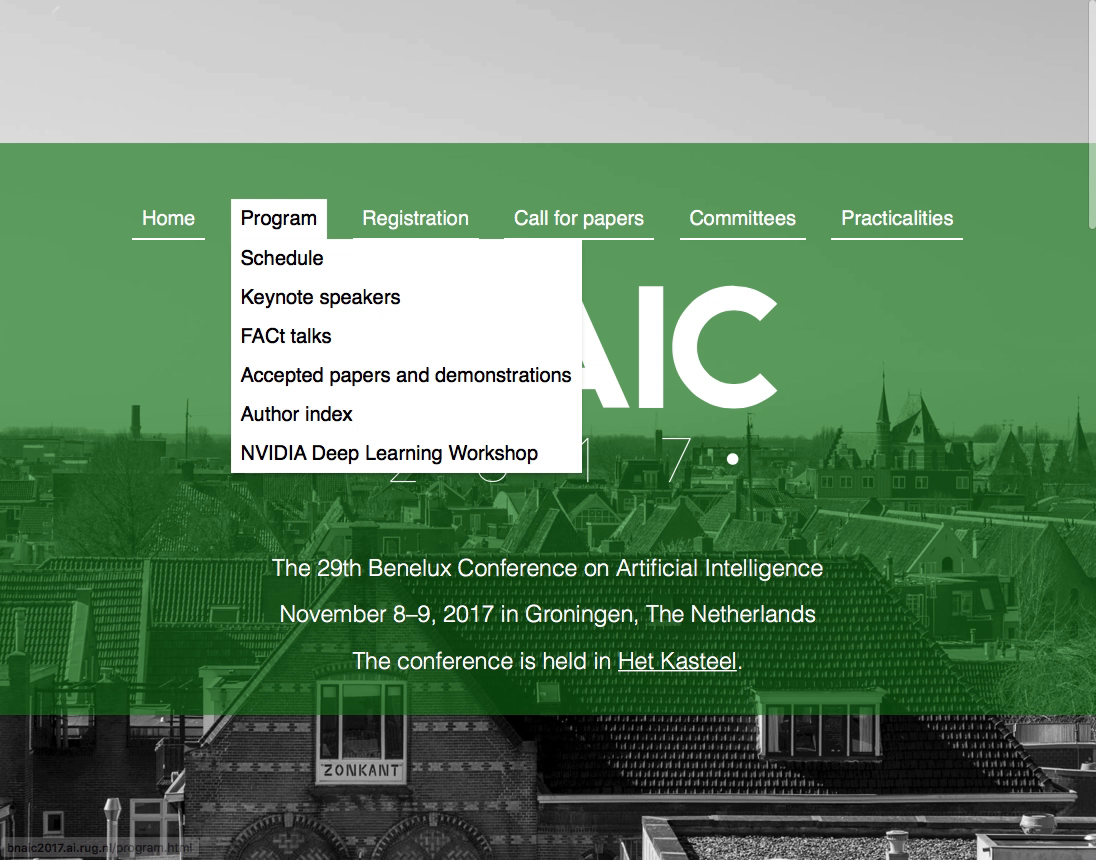 Home Program Registration Call for papers Committees Practicalities
Schedule
Keynote speakers
FACt talks
Accepted papers and demonstrations
Author index
NVIDIA Deep Learning Workshop
AIC
2017
The 29th Benelux Conference on Artificial Intelligence
November 8–9, 2017 in Groningen, The Netherlands
The conference is held in Het Kasteel.
"ZONKANT"
bnaic2017.ai.rug.nl/program.html